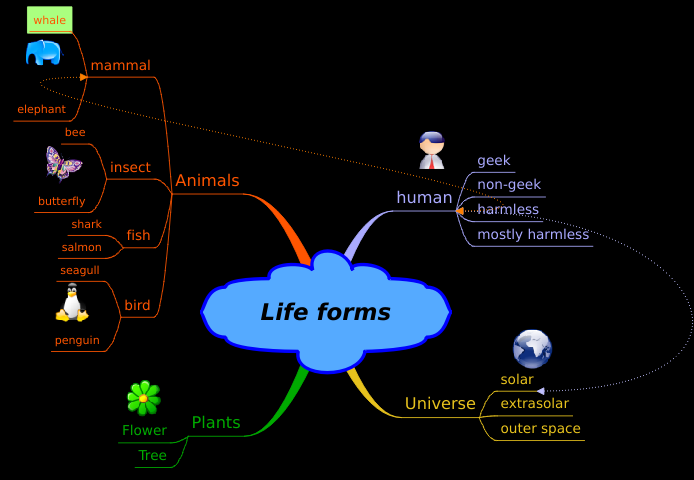 Life forms
Animals
mammal
whale
elephant
insect
bee
butterfly
fish
shark
salmon
bird
seagull
penguin
Plants
Flower
Tree
human
geek
non-geek
harmless
mostly harmless
Universe
solar
extrasolar
outer space